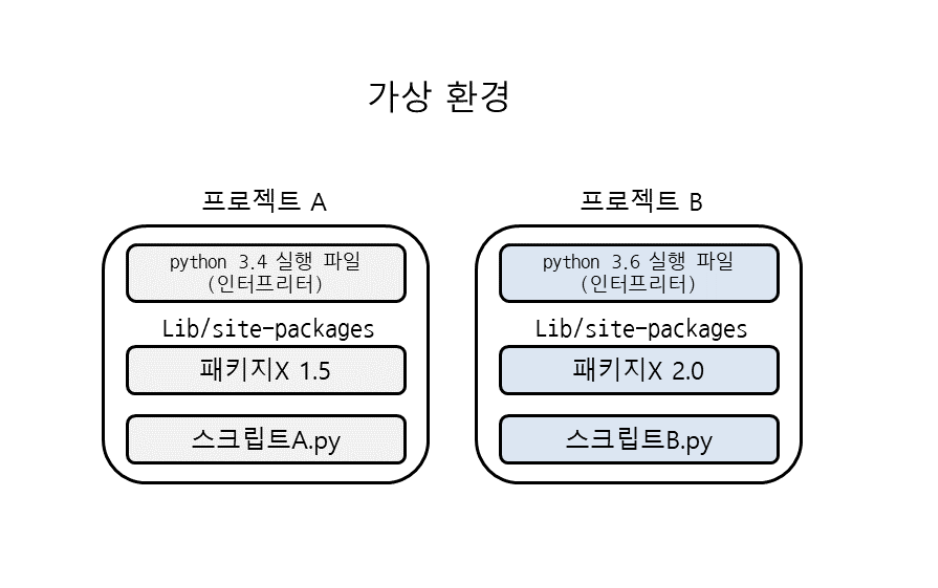 가상 환경
프로젝트 A
python 3.4 실행 파일
(인터프리터)
Lib/site-packages
패키지X 1.5
스크립트A.py
프로젝트 B
python 3.6 실행 파일
(인터프리터)
Lib/site-packages
패키지X 2.0
스크립트B.py